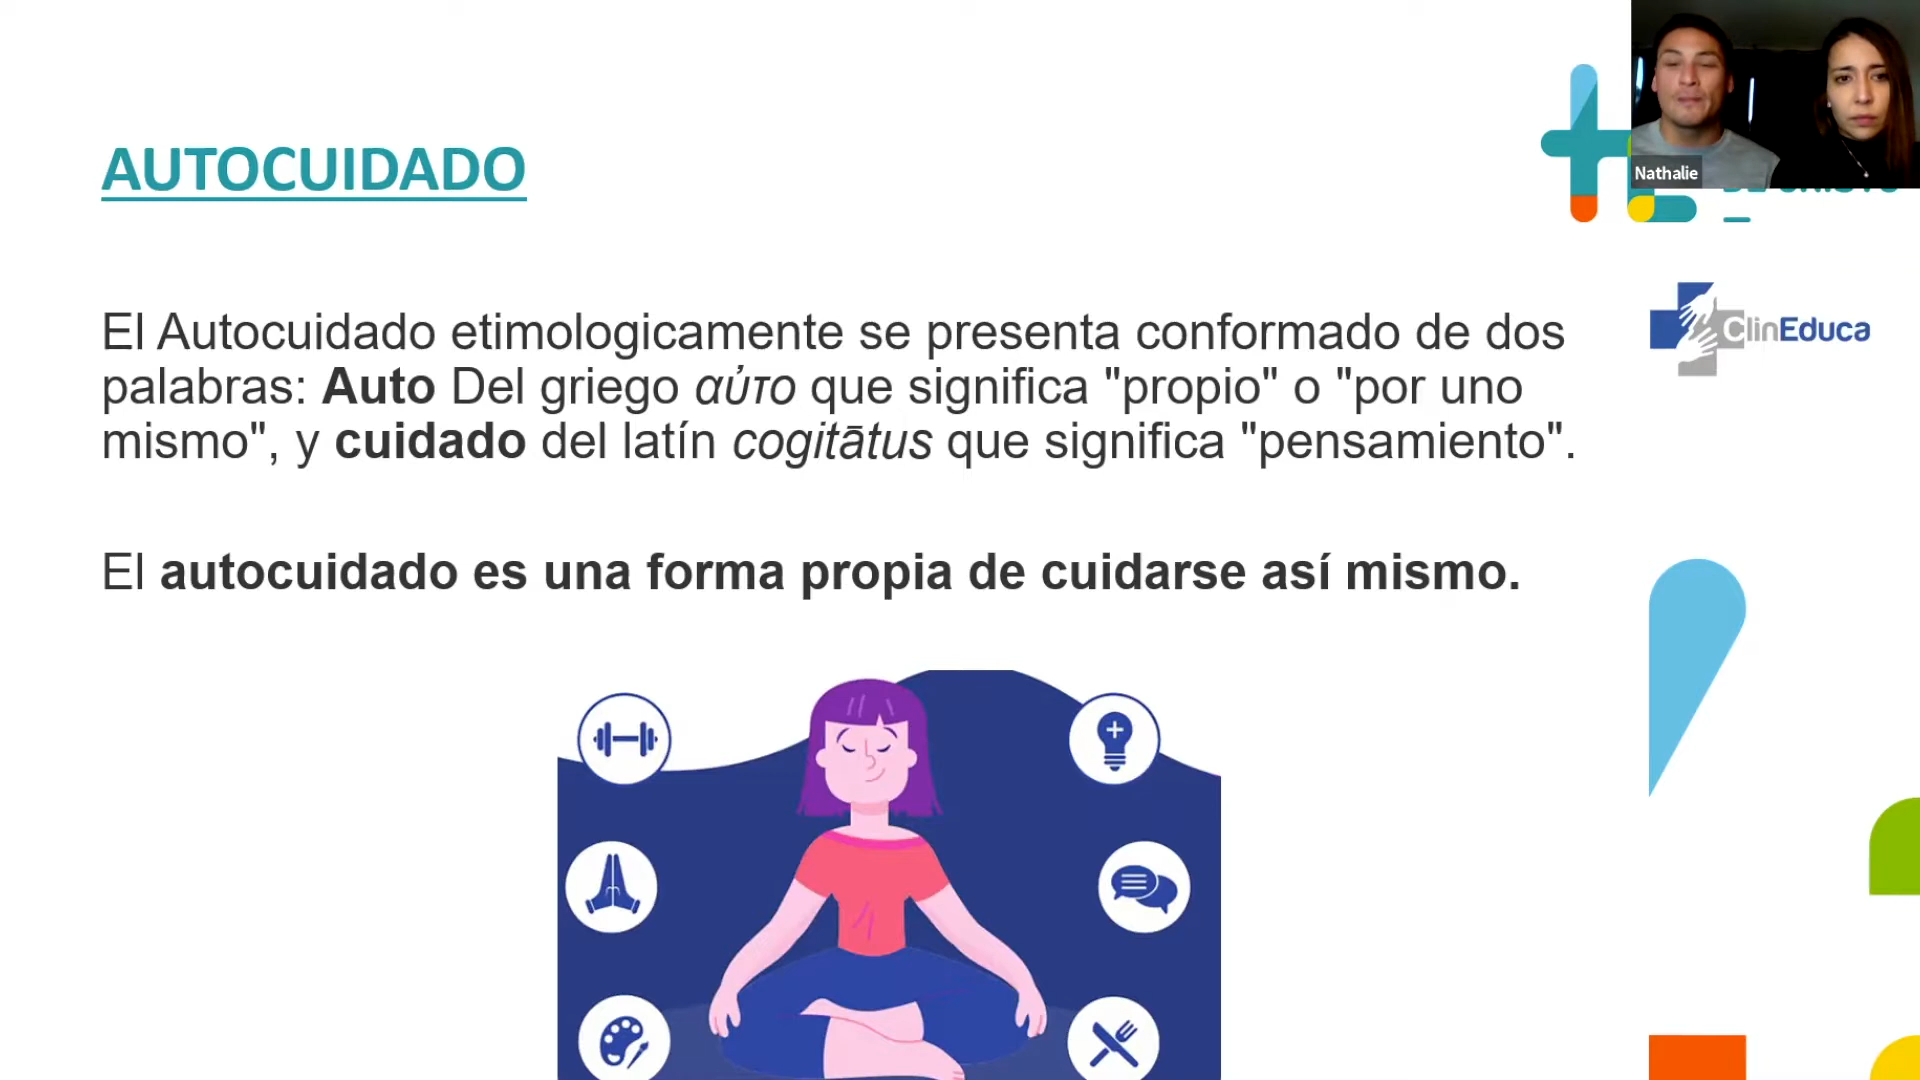 Nathalie
AUTOCUIDADO
El Autocuidado etimologicamente se presenta conformado de dos
palabras: Auto Del griego αὐτο que significa "propio" o "por uno
mismo", y cuidado del latín cogitātus que significa "pensamiento".
ClinEduca
El autocuidado es una forma propia de cuidarse así mismo.